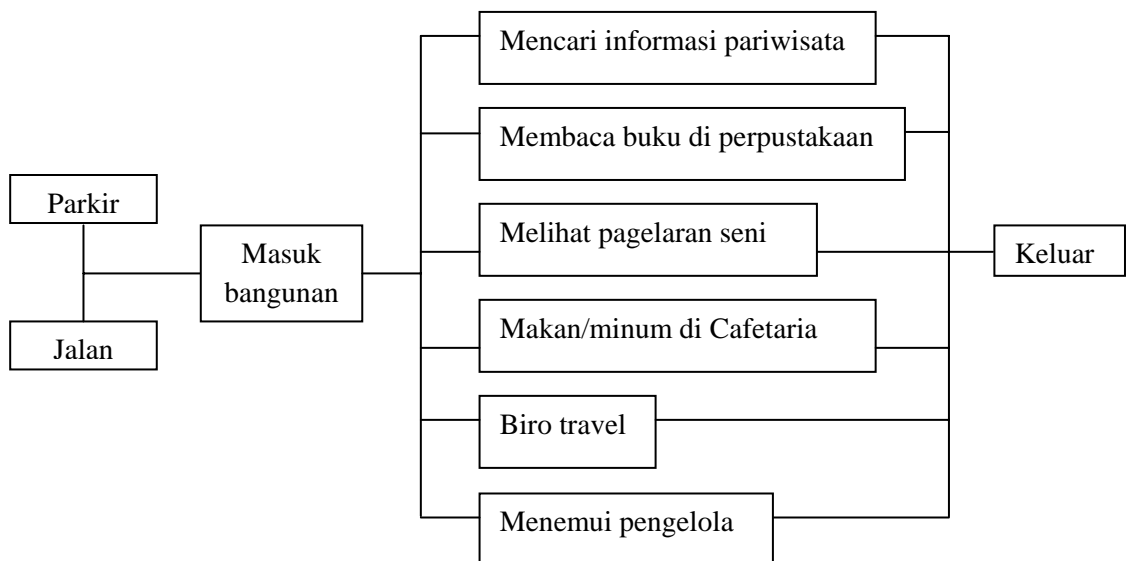 Parkir
Jalan
Masuk
bangunan
Mencari informasi pariwisata
Membaca buku di perpustakaan
Melihat pagelaran seni
Makan/minum di Cafetaria
Biro travel
Menemui pengelola
Keluar